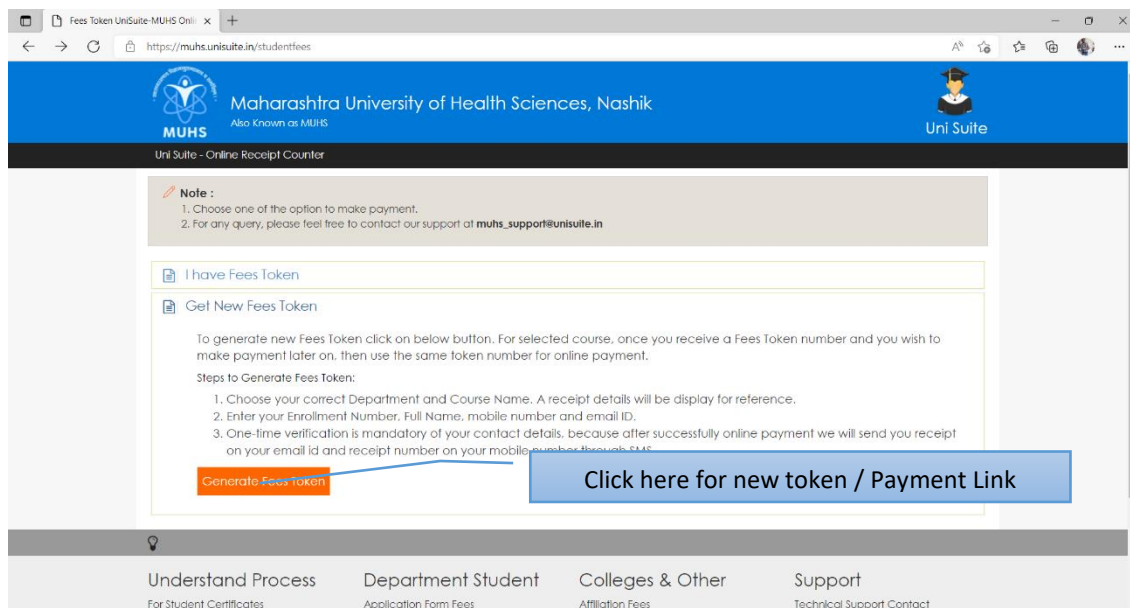 Fees Token UniSuite-MUHS Onli
https://muhs.unisuite.in/studentfees
Maharashtra University of Health Sciences, Nashik
Also Known as MUHS
MUHS
Uni Suite
Uni Suite - Online Receipt Counter
Note :
1. Choose one of the option to make payment.
2. For any query, please feel free to contact our support at muhs_support@unisuite.in
I have Fees Token
Get New Fees Token
To generate new Fees Token click on below button. For selected course, once you receive a Fees Token number and you wish to
make payment later on, then use the same token number for online payment.
Steps to Generate Fees Token:
1. Choose your correct Department and Course Name. A receipt details will be display for reference.
2. Enter your Enrollment Number, Full Name, mobile number and email ID.
3. One-time verification is mandatory of your contact details, because after successfully online payment we will send you receipt
on your email id and receipt number on your mobile number through SMS
Generate Fees Token
Click here for new token / Payment Link
Understand Process
Department Student
Colleges & Other
Support
For Student Certificates
Application Form Fees
Affiliation Fees
Technical Support Contact